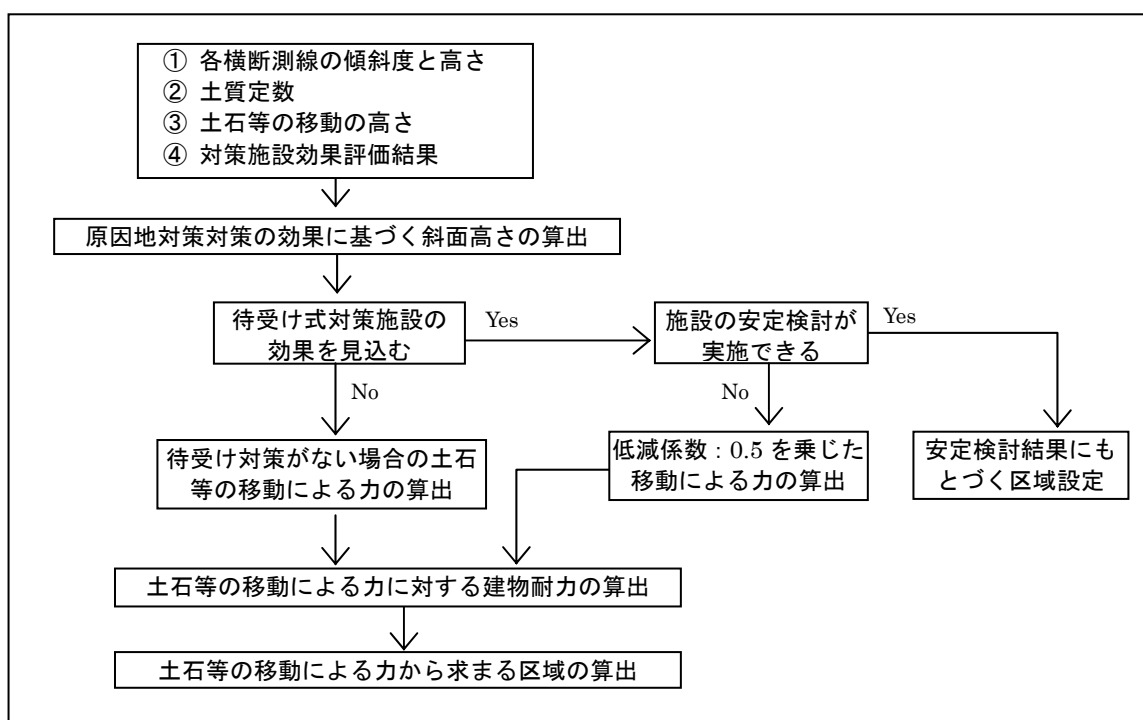 ① 各横断測線の傾斜度と高さ
② 土質定数
③ 土石等の移動の高さ
④ 対策施設効果評価結果
原因地対策対策の効果に基づく斜面高さの算出
待受け式対策施設の
効果を見込む
Yes
施設の安定検討が
実施できる
Yes
No
No
待受け対策がない場合の土石
等の移動による力の算出
低減係数：0.5 を乗じた
移動による力の算出
安定検討結果にも
とづく区域設定
土石等の移動による力に対する建物耐力の算出
土石等の移動による力から求まる区域の算出